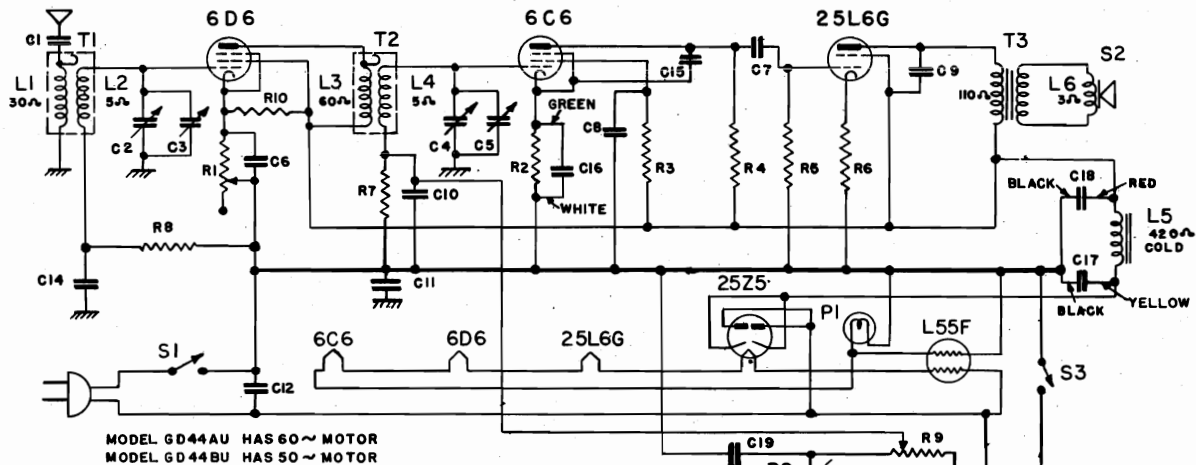 6D6 6C6 25L6G
C1 T1 T2 T3 S2
L1 30Ω L2 5Ω L3 60Ω L4 5Ω C15 C7 C9 110Ω L6 3Ω
R10 GREEN
C2 C3 C4 C5 C8
R1 C6 R2 C16 R3 R4 R5 R6
R7 C10 WHITE BLACK C18 RED
R8 L5 420Ω COLD
C14 C11 C17
25Z5 BLACK YELLOW
P1
S1 6C6 6D6 25L6G L55F
C12 S3
MODEL GD44AU HAS 60~ MOTOR
MODEL GD44BU HAS 50~ MOTOR
C19 R9